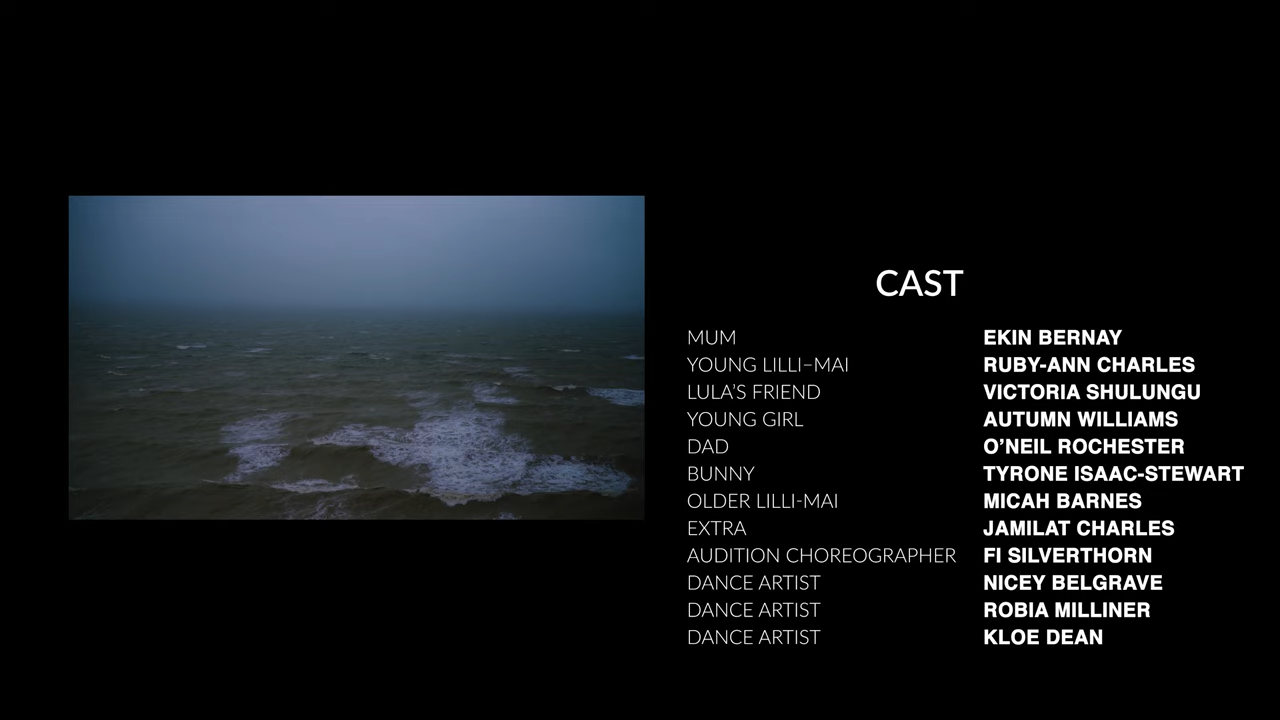 CAST
MUM EKIN BERNAY
YOUNG LILLI–MAI RUBY-ANN CHARLES
LULA'S FRIEND VICTORIA SHULUNGU
YOUNG GIRL AUTUMN WILLIAMS
DAD O'NEIL ROCHESTER
BUNNY TYRONE ISAAC-STEWART
OLDER LILLI-MAI MICAH BARNES
EXTRA JAMILAT CHARLES
AUDITION CHOREOGRAPHER FI SILVERTHORN
DANCE ARTIST NICEY BELGRAVE
DANCE ARTIST ROBIA MILLINER
DANCE ARTIST KLOE DEAN